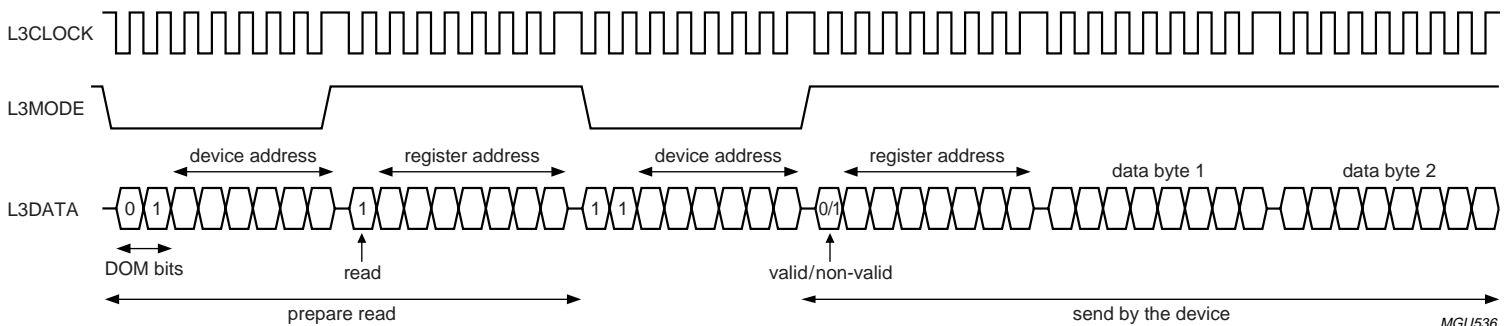 L3CLOCK
L3MODE
device address register address device address register address data byte 1 data byte 2
L3DATA 0 1 1 1 1 0/1
DOM bits read valid/non-valid
prepare read send by the device
MGU536